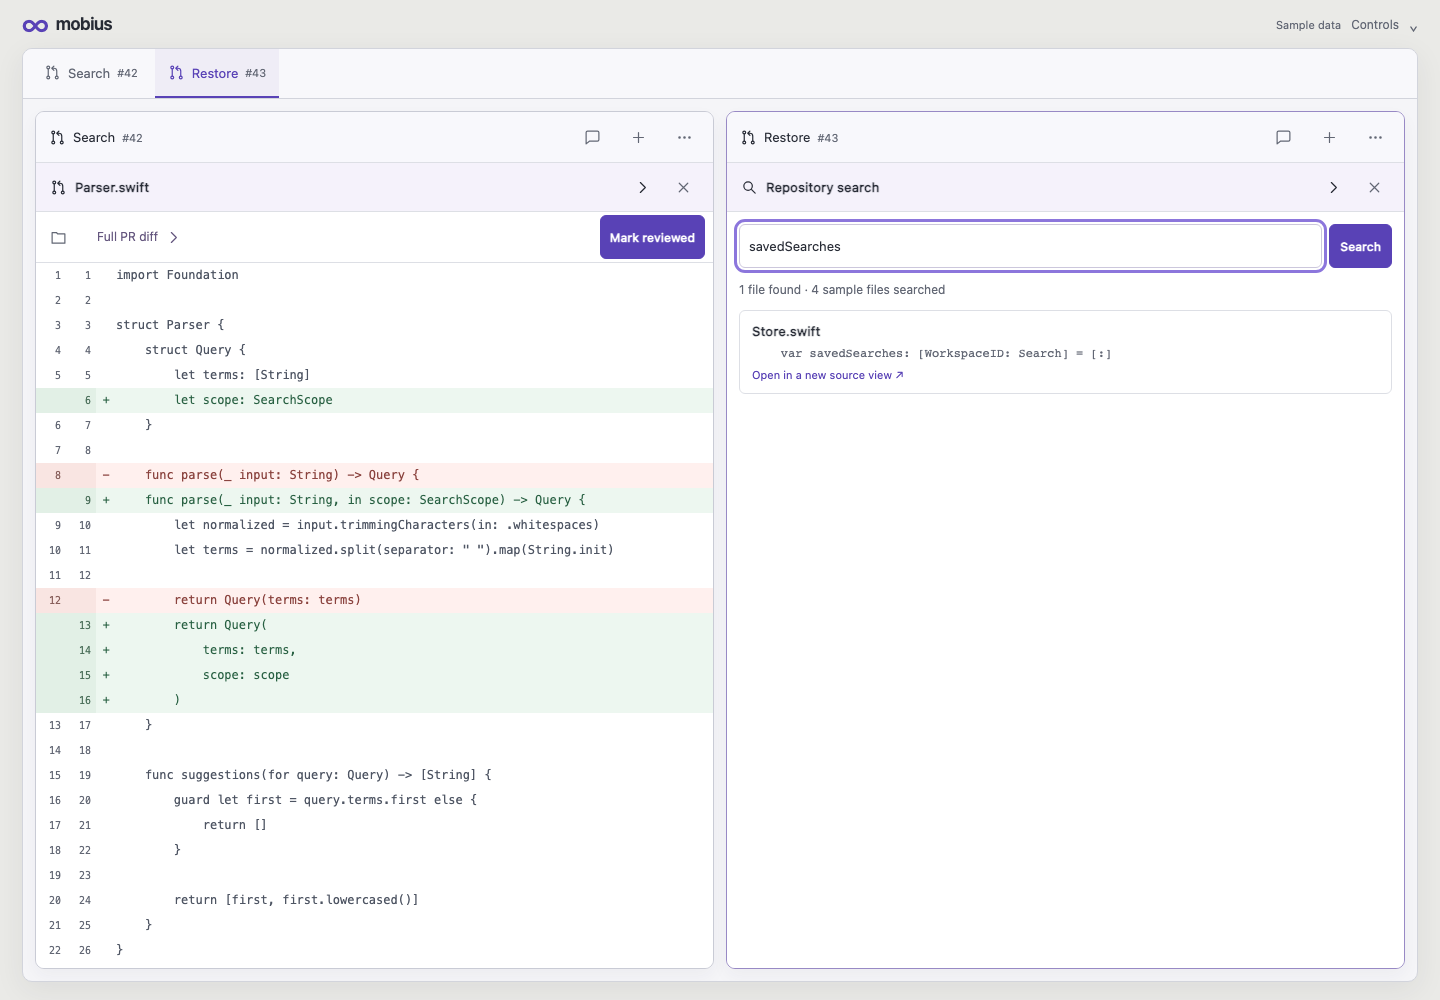 mobius
Sample data Controls
Search #42
Restore #43
Search #42
Parser.swift
Full PR diff
Mark reviewed
1 1 import Foundation
2 2
3 3 struct Parser {
4 4 struct Query {
5 5 let terms: [String]
6 + let scope: SearchScope
6 7 }
7 8
8 − func parse(_ input: String) -> Query {
9 + func parse(_ input: String, in scope: SearchScope) -> Query {
9 10 let normalized = input.trimmingCharacters(in: .whitespaces)
10 11 let terms = normalized.split(separator: " ").map(String.init)
11 12
12 − return Query(terms: terms)
13 + return Query(
14 + terms: terms,
15 + scope: scope
16 + )
13 17 }
14 18
15 19 func suggestions(for query: Query) -> [String] {
16 20 guard let first = query.terms.first else {
17 21 return []
18 22 }
19 23
20 24 return [first, first.lowercased()]
21 25 }
22 26 }
Restore #43
Repository search
savedSearches
Search
1 file found · 4 sample files searched
Store.swift
var savedSearches: [WorkspaceID: Search] = [:]
Open in a new source view ↗